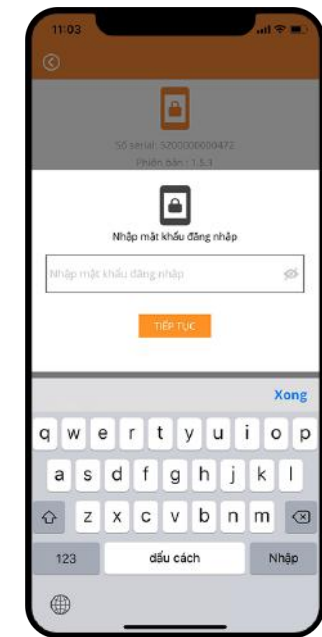 11:03
Số serial: 5200000000472
Phiên bản : 1.5.3
Nhập mật khẩu đăng nhập
Nhập mật khẩu đăng nhập
TIẾP TỤC
Xong
q w e r t y u i o p
a s d f g h j k l
z x c v b n m
123 dấu cách Nhập